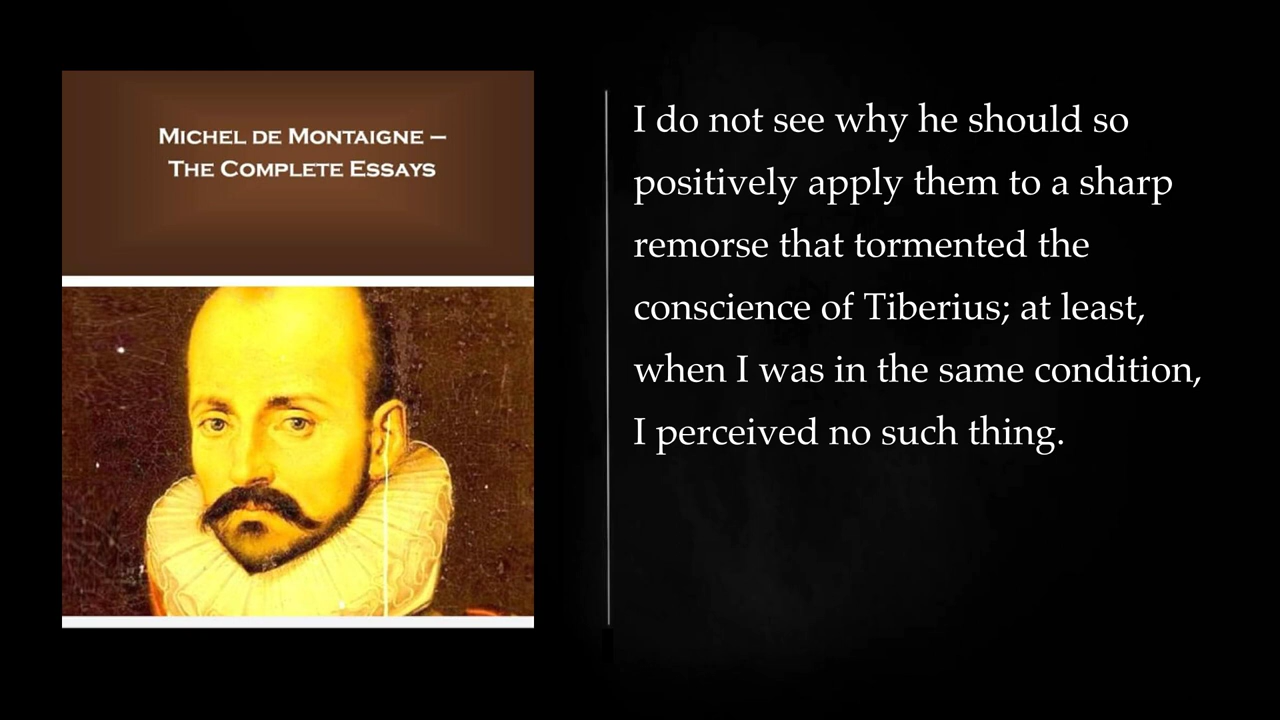 Michel de Montaigne –
The Complete Essays
I do not see why he should so
positively apply them to a sharp
remorse that tormented the
conscience of Tiberius; at least,
when I was in the same condition,
I perceived no such thing.